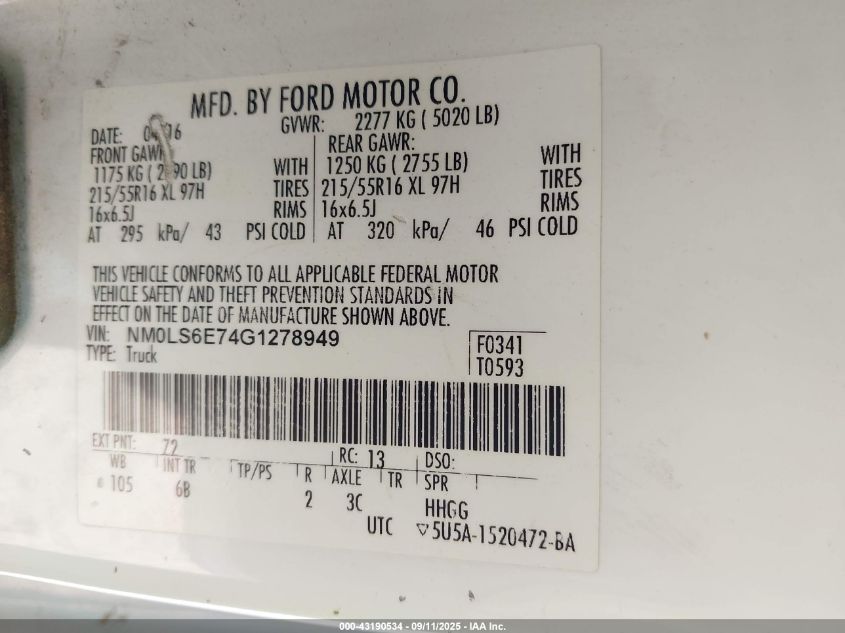 MFD. BY FORD MOTOR CO.
DATE: GVWR: 2277 KG ( 5020 LB)
FRONT GAWR: REAR GAWR:
1175 KG ( LB) WITH 1250 KG ( 2755 LB) WITH
215/55R16 XL 97H TIRES 215/55R16 XL 97H TIRES
16x6.5J RIMS 16x6.5J RIMS
AT 295 kPa/ 43 PSI COLD AT 320 kPa/ 46 PSI COLD
THIS VEHICLE CONFORMS TO ALL APPLICABLE FEDERAL MOTOR
VEHICLE SAFETY AND THEFT PREVENTION STANDARDS IN
EFFECT ON THE DATE OF MANUFACTURE SHOWN ABOVE.
VIN: NM0LS6E74G1278949
TYPE: Truck
F0341
T0593
EXT PNT: 72 RC: 13 DSO:
WB INT TR TP/PS R AXLE TR SPR
105 6B 2 3C HHGG
UTC ▽5U5A-1520472-BA
000-43190534 - 09/11/2025 - IAA Inc.